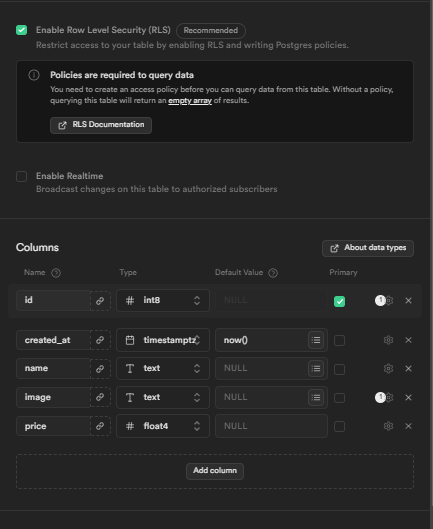 Enable Row Level Security (RLS) Recommended
Restrict access to your table by enabling RLS and writing Postgres policies.
Policies are required to query data
You need to create an access policy before you can query data from this table. Without a policy,
querying this table will return an empty array of results.
RLS Documentation
Enable Realtime
Broadcast changes on this table to authorized subscribers
Columns About data types
Name Type Default Value Primary
id int8 NULL 1
created_at timestamptz now()
name text NULL
image text NULL 1
price float4 NULL
Add column